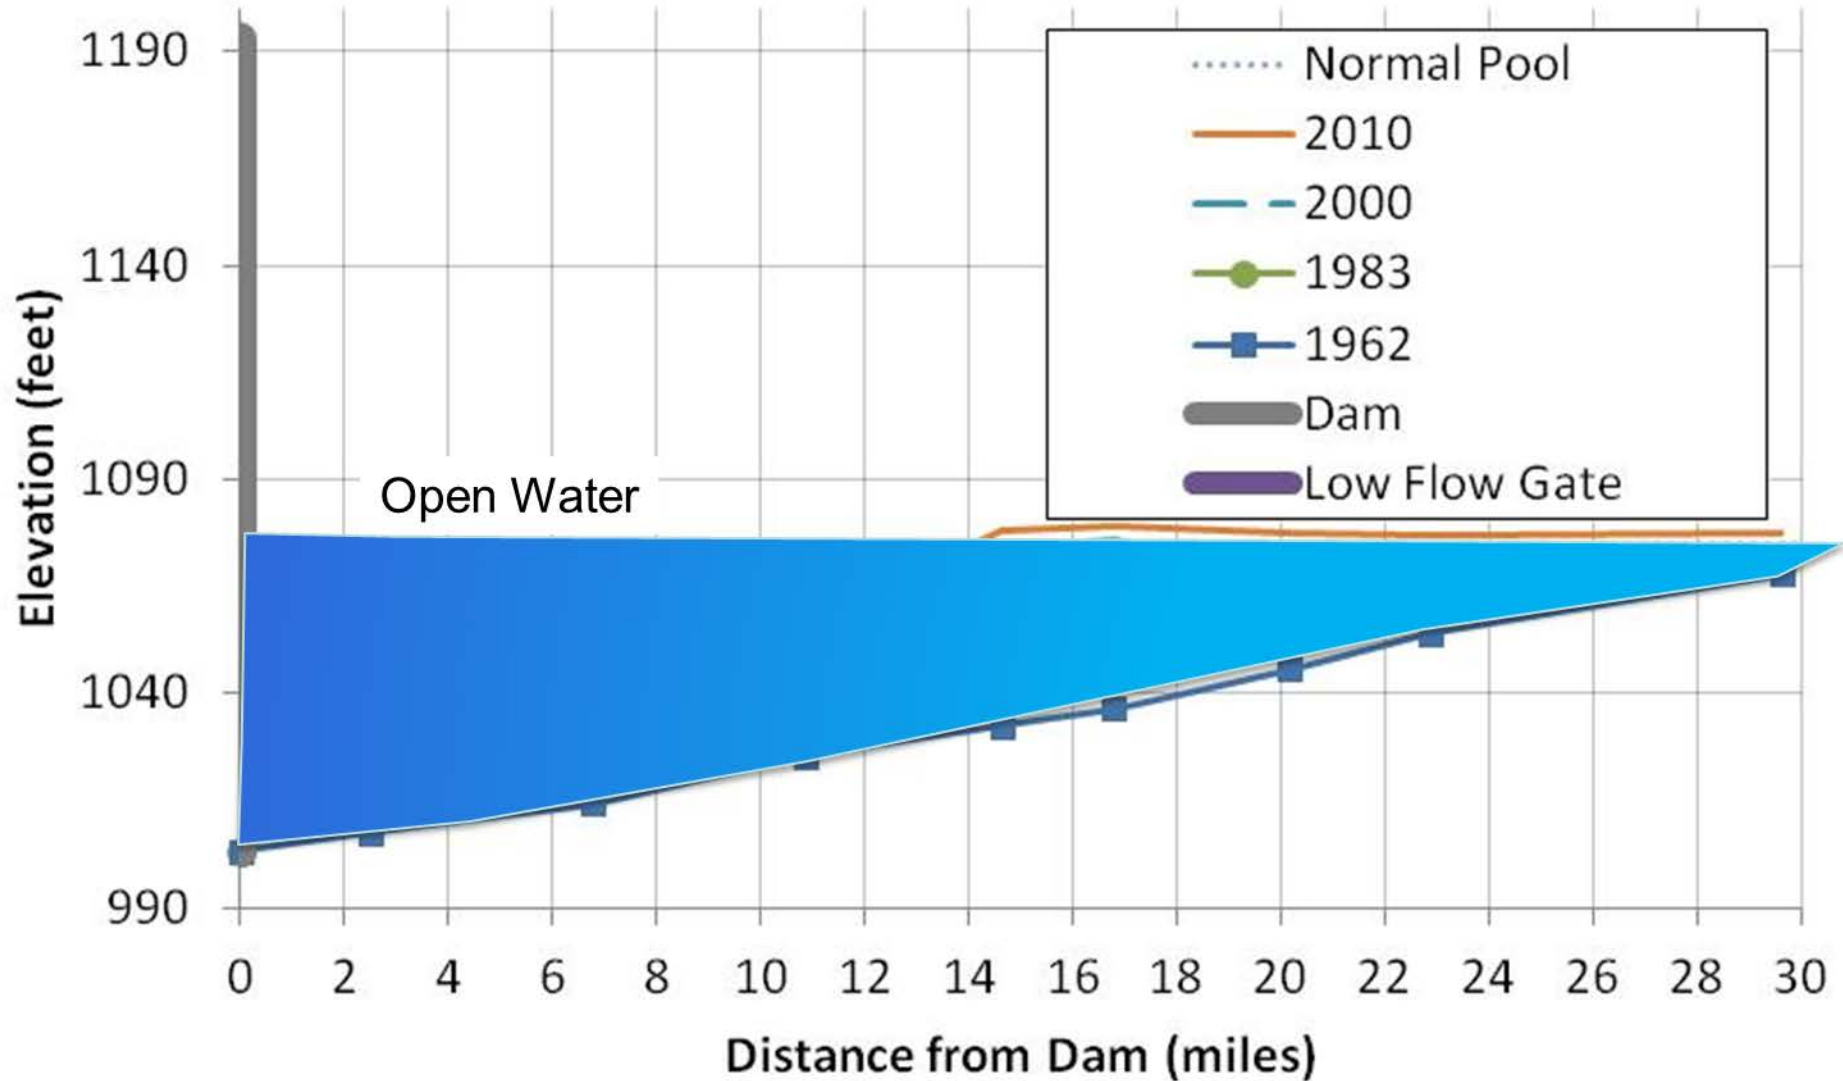 1190
1140
1090
1040
990
Elevation (feet)
Normal Pool
2010
2000
1983
1962
Dam
Low Flow Gate
Open Water
0 2 4 6 8 10 12 14 16 18 20 22 24 26 28 30
Distance from Dam (miles)